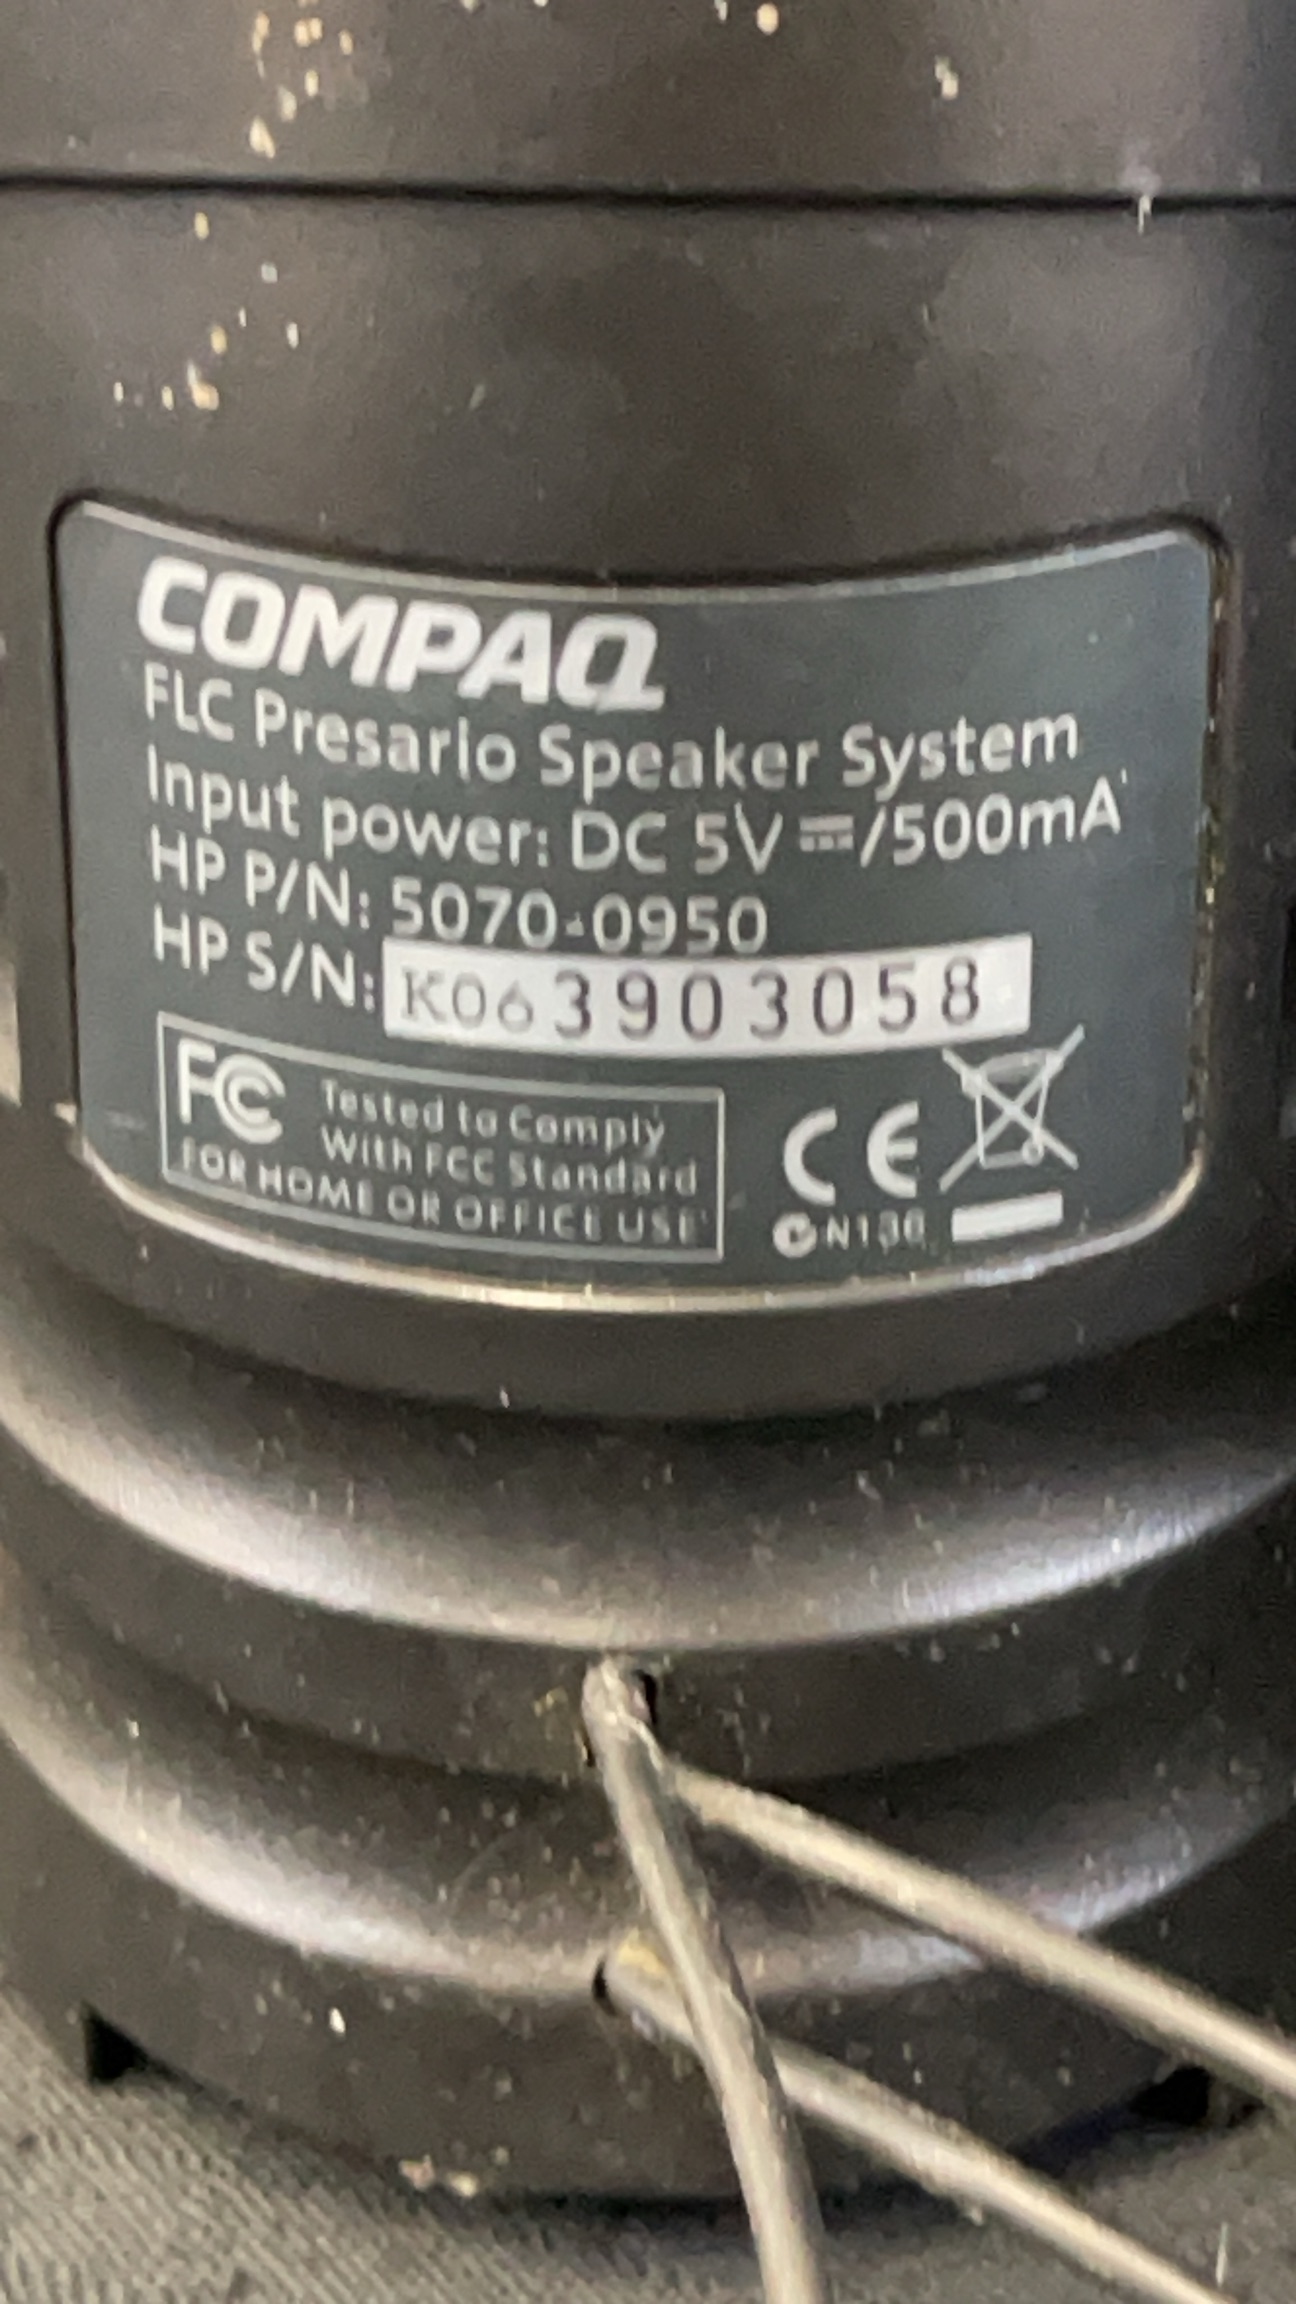 COMPAQ
FLC Presario Speaker System
Input power: DC 5V ⎓/500mA
HP P/N: 5070-0950
HP S/N: K063903058
FC Tested to Comply
With FCC Standard
FOR HOME OR OFFICE USE
CE
N136